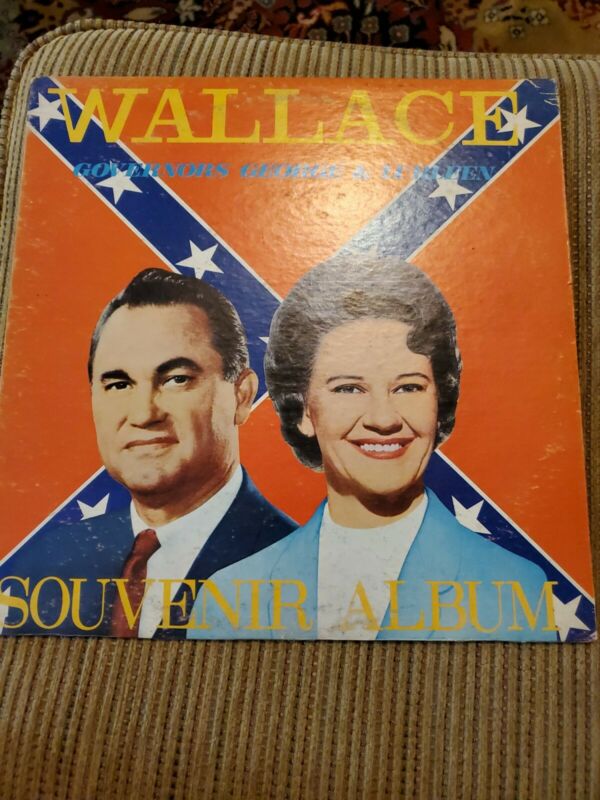 WALLACE
GOVERNORS GEORGE & LURLEEN
SOUVENIR ALBUM